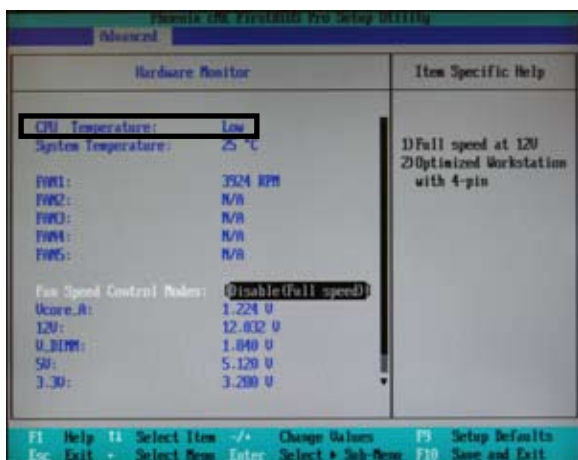 Phoenix cME FirstBIOS Pro Setup Utility
Advanced
Hardware Monitor
Item Specific Help
CPU Temperature: Low
System Temperature: 25 °C
FAN1: 3924 RPM
FAN2: N/A
FAN3: N/A
FAN4: N/A
FAN5: N/A
Fan Speed Control Modes: [Disable(Full speed)]
Vcore_A: 1.224 V
12V: 12.032 V
V_DIMM: 1.840 V
5V: 5.120 V
3.3V: 3.280 V
1)Full speed at 12V
2)Optimized Workstation
with 4-pin
F1 Help ↑↓ Select Item -/+ Change Values F9 Setup Defaults
Esc Exit Select Menu Enter Select ▸ Sub-Menu F10 Save and Exit